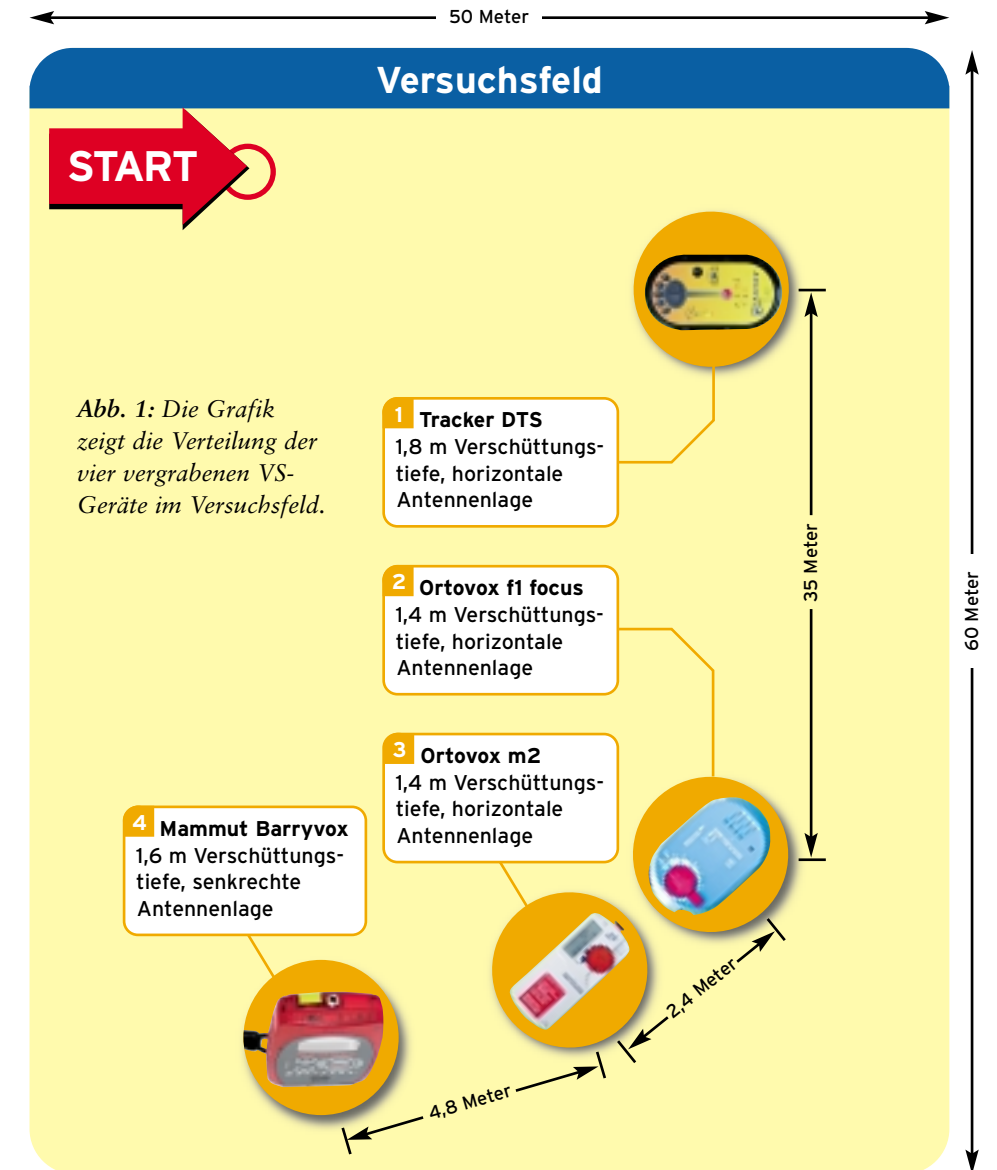 50 Meter
Versuchsfeld
START
Abb. 1: Die Grafik
zeigt die Verteilung der
vier vergrabenen VS-
Geräte im Versuchsfeld.
1 Tracker DTS
1,8 m Verschüttungs-
tiefe, horizontale
Antennenlage
35 Meter
60 Meter
2 Ortovox f1 focus
1,4 m Verschüttungs-
tiefe, horizontale
Antennenlage
3 Ortovox m2
1,4 m Verschüttungs-
tiefe, horizontale
Antennenlage
4 Mammut Barryvox
1,6 m Verschüttungs-
tiefe, senkrechte
Antennenlage
2,4 Meter
4,8 Meter